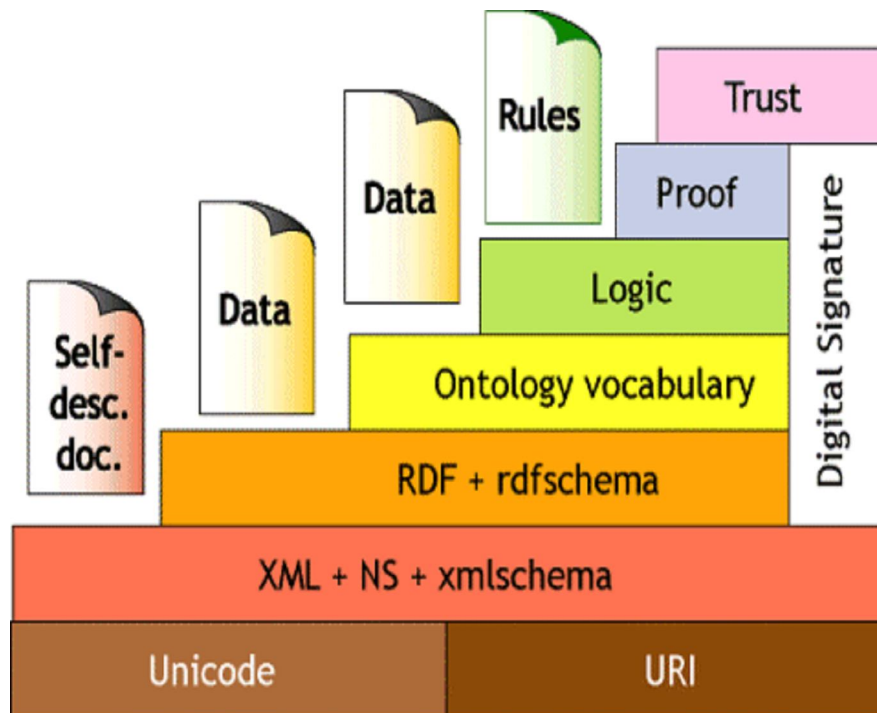 Rules
Trust
Data
Proof
Data
Logic
Self-
desc.
doc.
Ontology vocabulary
Digital Signature
RDF + rdfschema
XML + NS + xmlschema
Unicode
URI